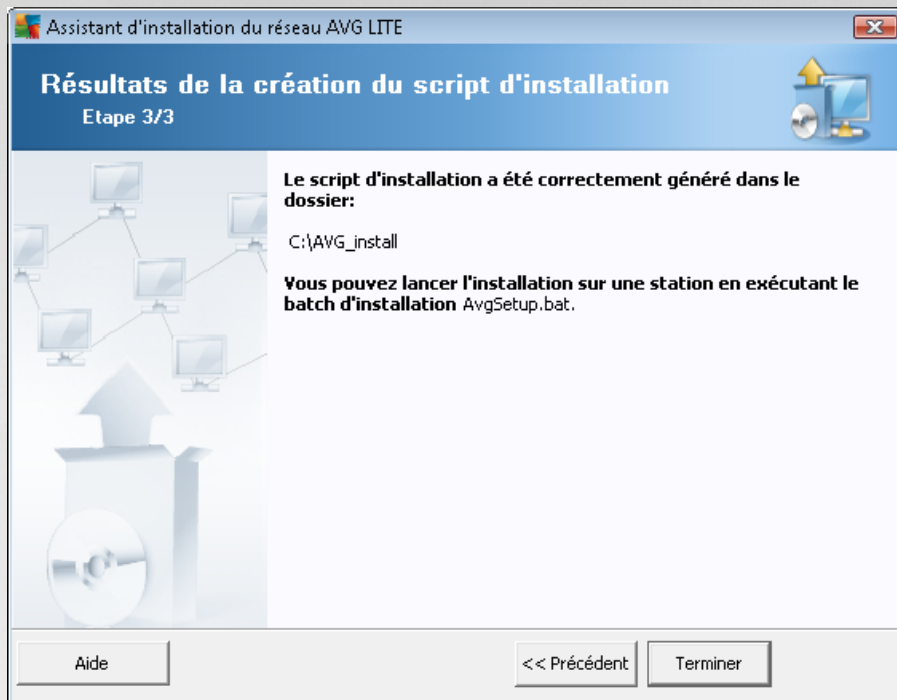 Assistant d'installation du réseau AVG LITE
Résultats de la création du script d'installation
Etape 3/3
Le script d'installation a été correctement généré dans le
dossier:
C:\AVG_install
Vous pouvez lancer l'installation sur une station en exécutant le
batch d'installation AvgSetup.bat.
Aide
<< Précédent
Terminer